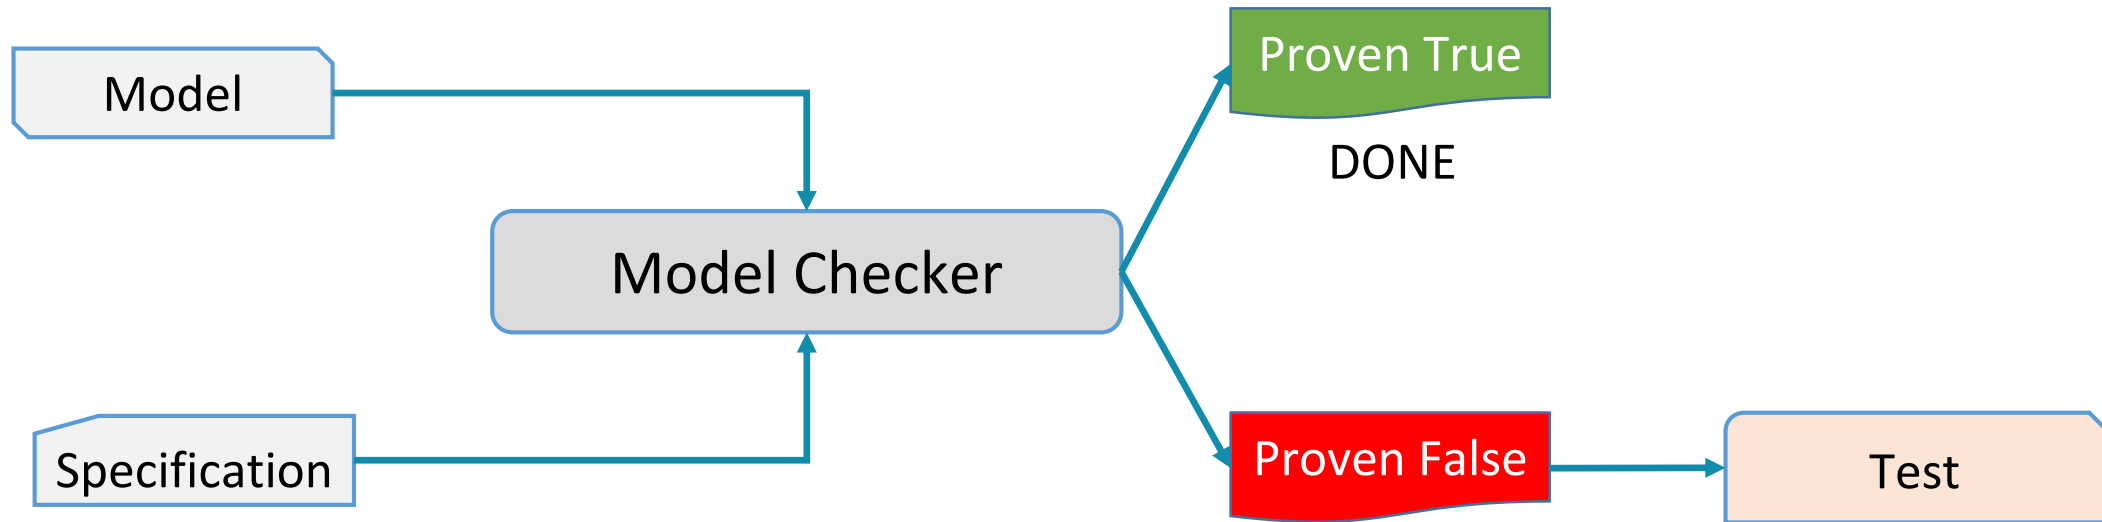 Model
Proven True
DONE
Model Checker
Specification
Proven False
Test